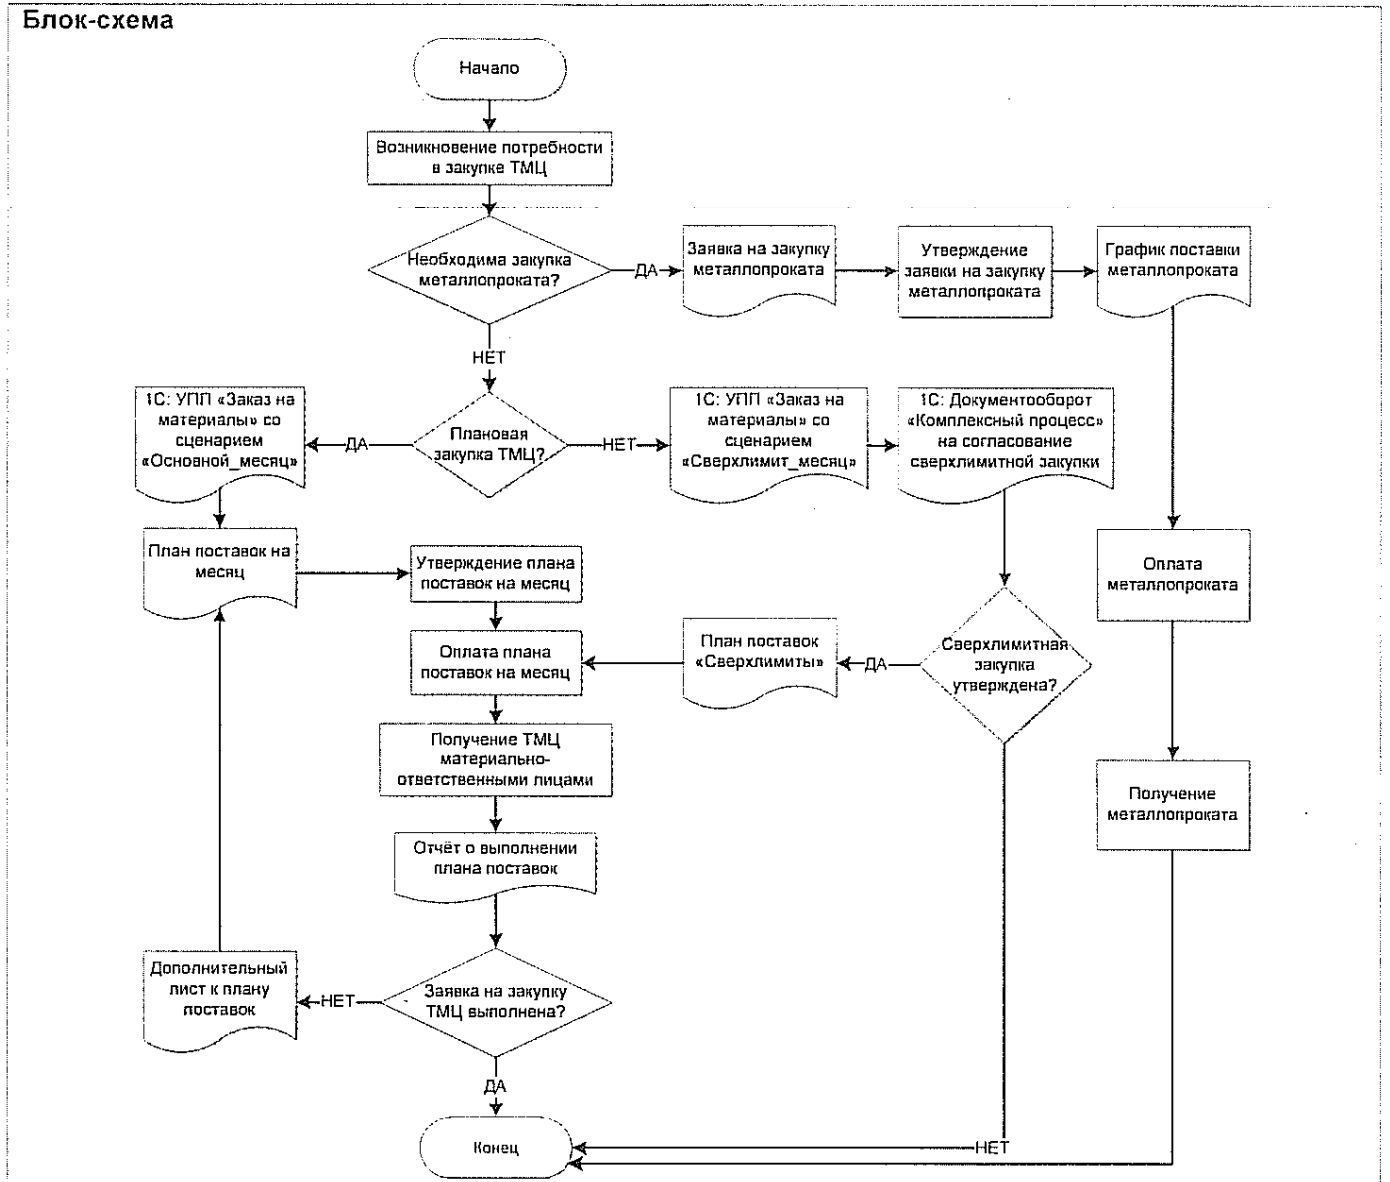 Блок-схема
Начало
Возникновение потребности
в закупке ТМЦ
Необходима закупка
металлопроката?
ДА
Заявка на закупку
металлопроката
Утверждение
заявки на закупку
металлопроката
График поставки
металлопроката
НЕТ
1С: УПП «Заказ на
материалы» со
сценарием
«Основной_месяц»
ДА
Плановая
закупка ТМЦ?
НЕТ
1С: УПП «Заказ на
материалы» со
сценарием
«Сверхлимит_месяц»
1С: Документооборот
«Комплексный процесс»
на согласование
сверхлимитной закупки
План поставок на
месяц
Утверждение плана
поставок на месяц
Оплата
металлопроката
Оплата плана
поставок на месяц
План поставок
«Сверхлимиты»
ДА
Сверхлимитная
закупка
утверждена?
Получение ТМЦ
материально-
ответственными лицами
Получение
металлопроката
Отчёт о выполнении
плана поставок
Дополнительный
лист к плану
поставок
НЕТ
Заявка на закупку
ТМЦ выполнена?
ДА
Конец
НЕТ